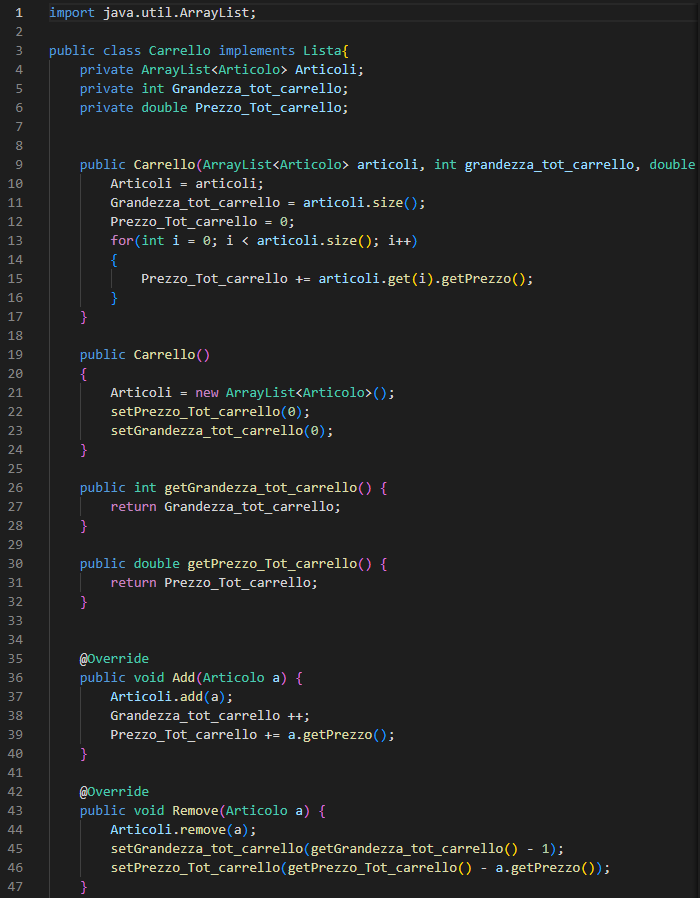 1 import java.util.ArrayList;
2
3 public class Carrello implements Lista{
4 private ArrayList<Articolo> Articoli;
5 private int Grandezza_tot_carrello;
6 private double Prezzo_Tot_carrello;
7
8
9 public Carrello(ArrayList<Articolo> articoli, int grandezza_tot_carrello, double
10 Articoli = articoli;
11 Grandezza_tot_carrello = articoli.size();
12 Prezzo_Tot_carrello = 0;
13 for(int i = 0; i < articoli.size(); i++)
14 {
15 Prezzo_Tot_carrello += articoli.get(i).getPrezzo();
16 }
17 }
18
19 public Carrello()
20 {
21 Articoli = new ArrayList<Articolo>();
22 setPrezzo_Tot_carrello(0);
23 setGrandezza_tot_carrello(0);
24 }
25
26 public int getGrandezza_tot_carrello() {
27 return Grandezza_tot_carrello;
28 }
29
30 public double getPrezzo_Tot_carrello() {
31 return Prezzo_Tot_carrello;
32 }
33
34
35 @Override
36 public void Add(Articolo a) {
37 Articoli.add(a);
38 Grandezza_tot_carrello ++;
39 Prezzo_Tot_carrello += a.getPrezzo();
40 }
41
42 @Override
43 public void Remove(Articolo a) {
44 Articoli.remove(a);
45 setGrandezza_tot_carrello(getGrandezza_tot_carrello() - 1);
46 setPrezzo_Tot_carrello(getPrezzo_Tot_carrello() - a.getPrezzo());
47 }